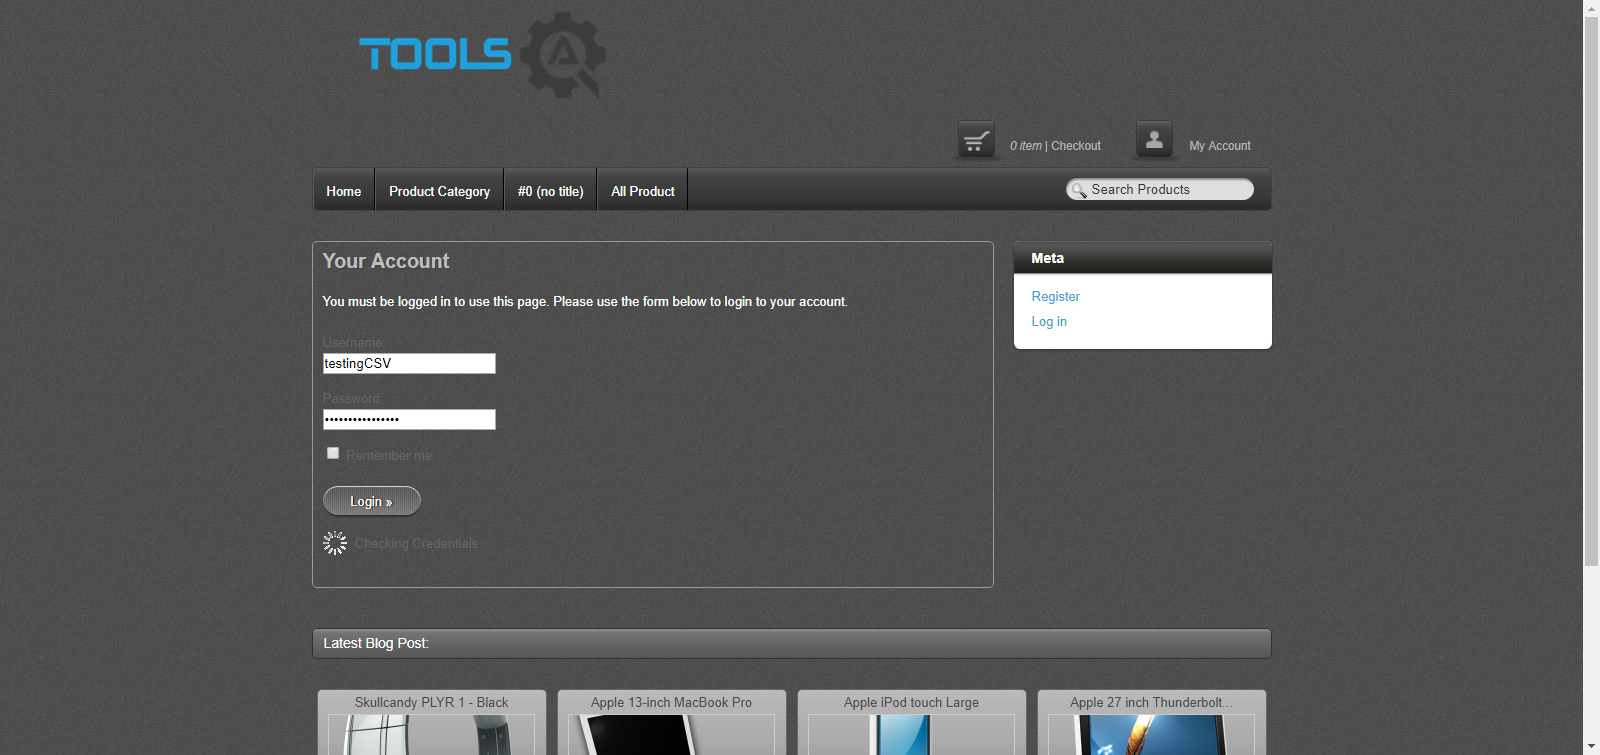 TOOLS
0 item | Checkout
My Account
Home
Product Category
#0 (no title)
All Product
Search Products
Your Account
You must be logged in to use this page. Please use the form below to login to your account.
Username:
testingCSV
Password:
••••••••••••••••
Remember me
Login »
Checking Credentials
Meta
Register
Log in
Latest Blog Post:
Skullcandy PLYR 1 - Black
Apple 13-inch MacBook Pro
Apple iPod touch Large
Apple 27 inch Thunderbolt...